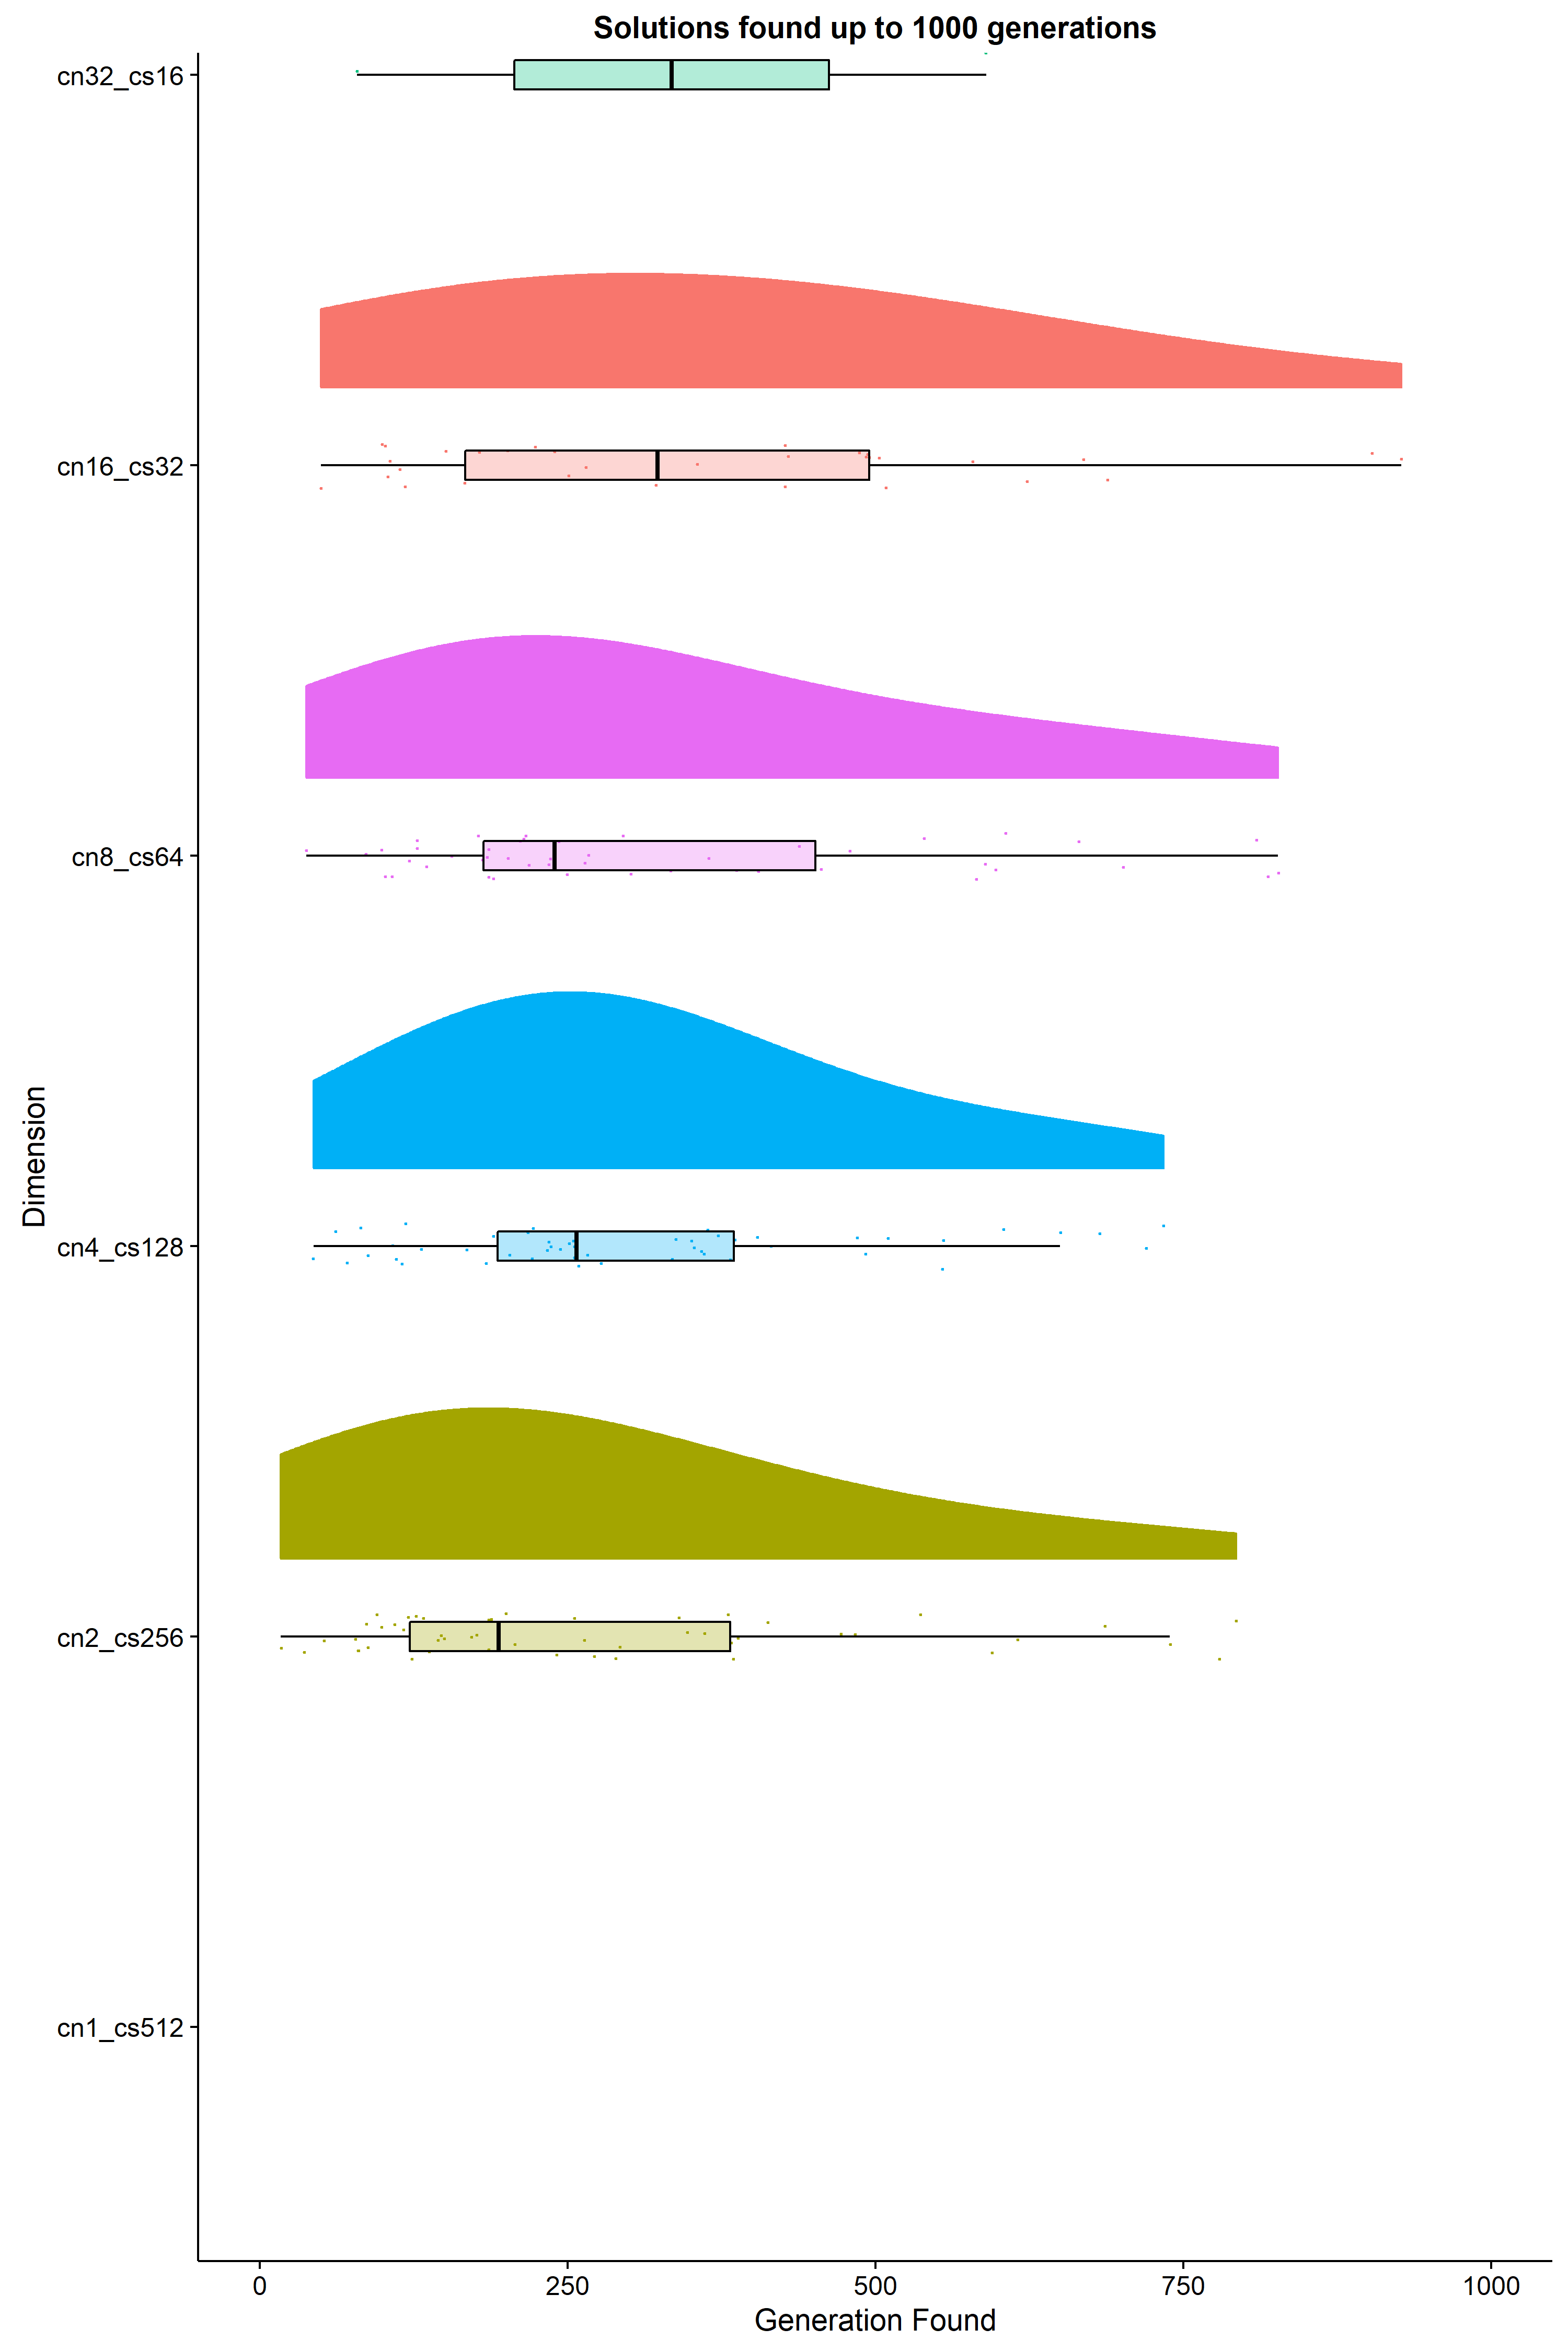 Solutions found up to 1000 generations
cn32_cs16
cn16_cs32
cn8_cs64
cn4_cs128
cn2_cs256
cn1_cs512
Dimension
0 250 500 750 1000
Generation Found